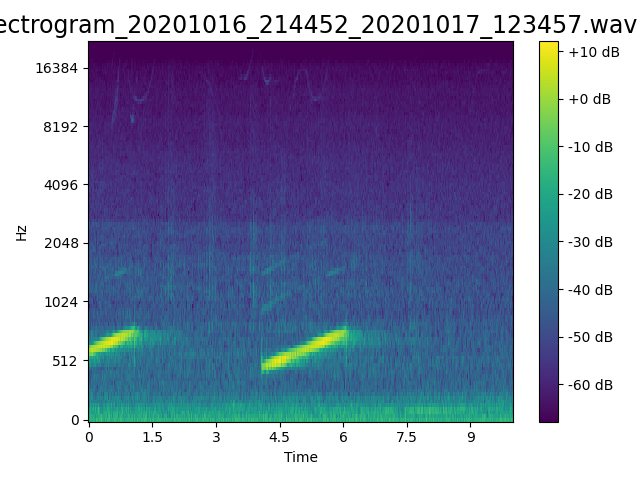 ectrogram_20201016_214452_20201017_123457.wav
16384
8192
4096
2048
1024
512
0
Hz
0 1.5 3 4.5 6 7.5 9
Time
+10 dB
+0 dB
-10 dB
-20 dB
-30 dB
-40 dB
-50 dB
-60 dB